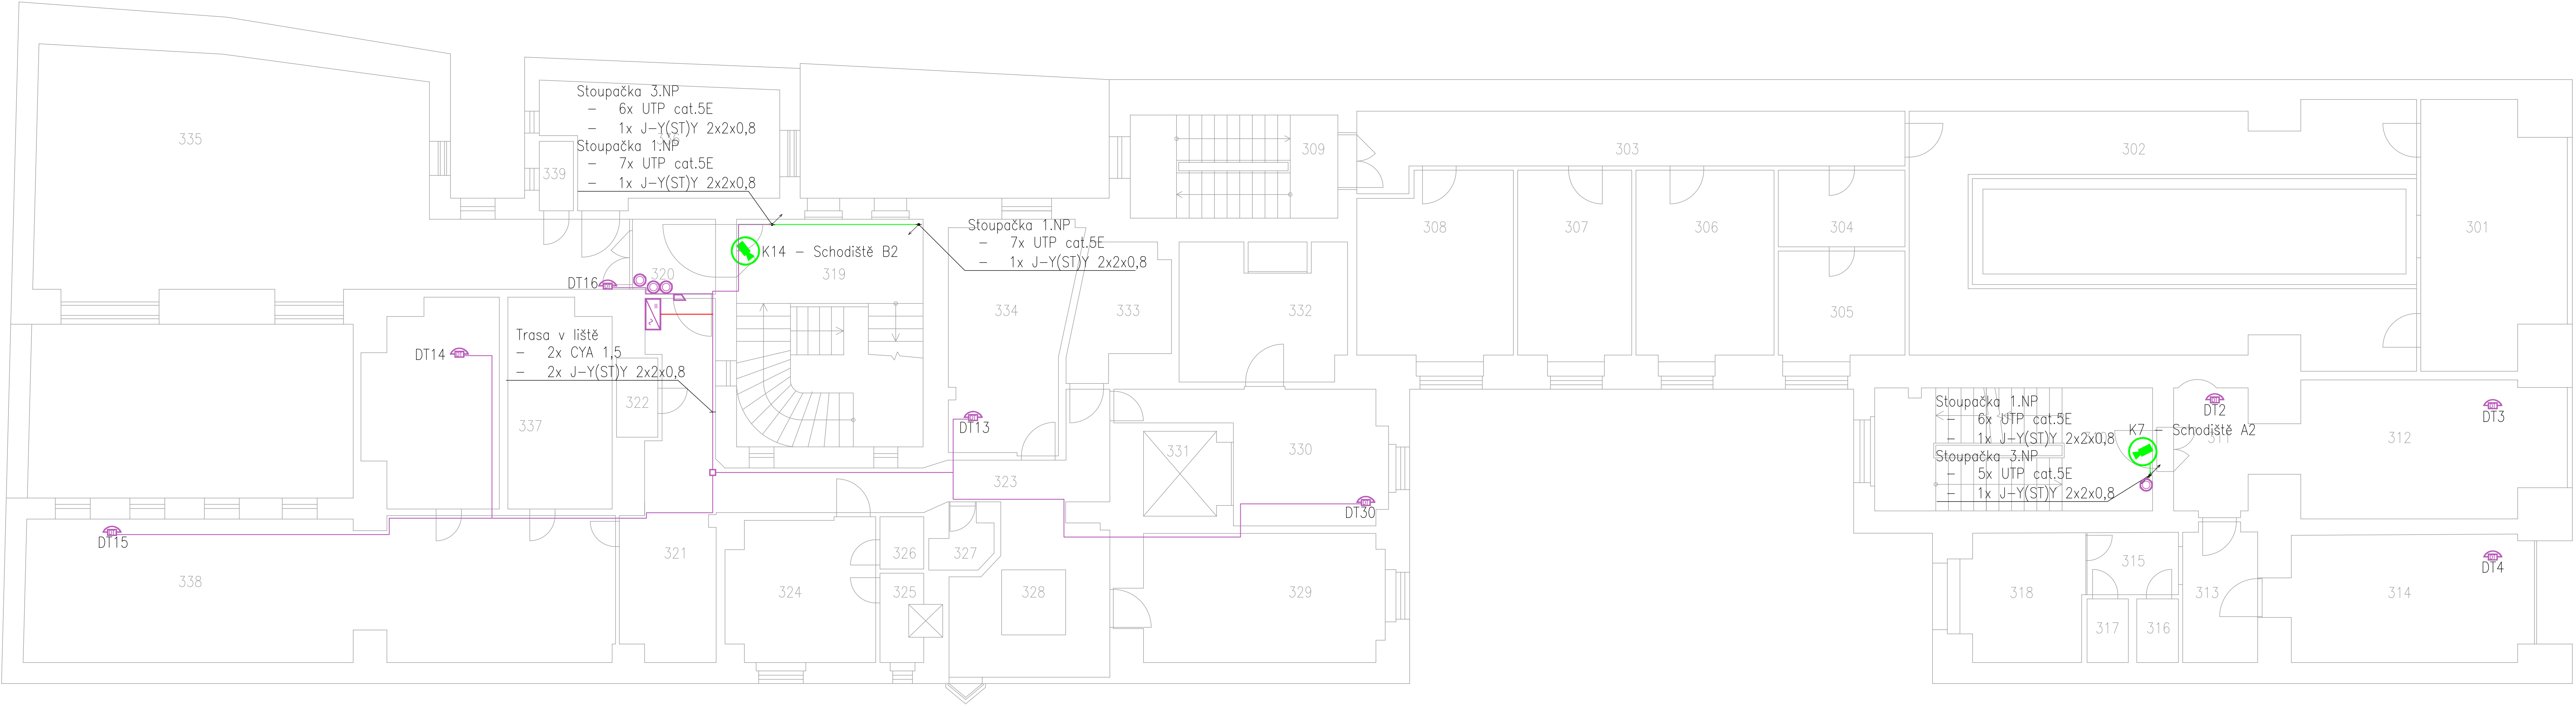 Stoupačka 3.NP
- 6x UTP cat.5E
- 1x J-Y(ST)Y 2x2x0,8
Stoupačka 1.NP
- 7x UTP cat.5E
- 1x J-Y(ST)Y 2x2x0,8
335
339
309
303
302
301
308
307
306
304
305
Stoupačka 1.NP
- 7x UTP cat.5E
- 1x J-Y(ST)Y 2x2x0,8
K14 - Schodiště B2
319
320
DT16
334
333
332
Trasa v liště
- 2x CYA 1,5
- 2x J-Y(ST)Y 2x2x0,8
DT14
322
337
DT13
323
331
330
DT30
Stoupačka 1.NP
- 6x UTP cat.5E
- 1x J-Y(ST)Y 2x2x0,8
Stoupačka 3.NP
- 5x UTP cat.5E
- 1x J-Y(ST)Y 2x2x0,8
K7 - Schodiště A2
311
DT2
312
DT3
DT15
338
321
324
326
325
327
328
329
318
315
317
316
313
314
DT4